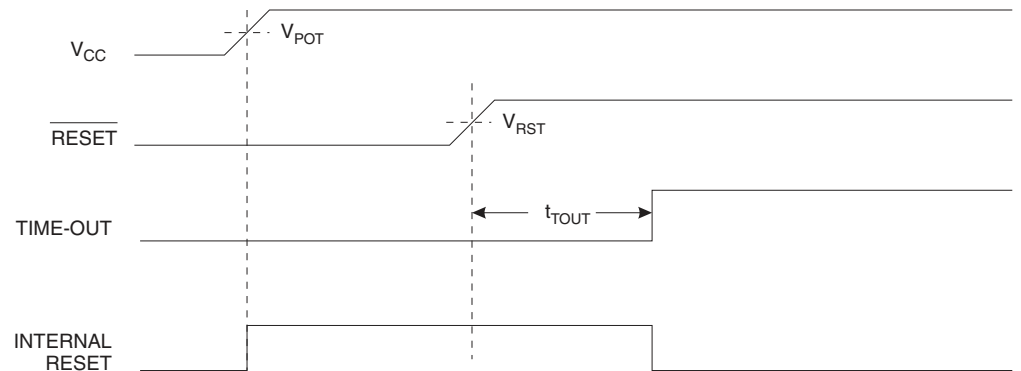 V_CC
V_POT
RESET
V_RST
TIME-OUT
t_TOUT
INTERNAL
RESET